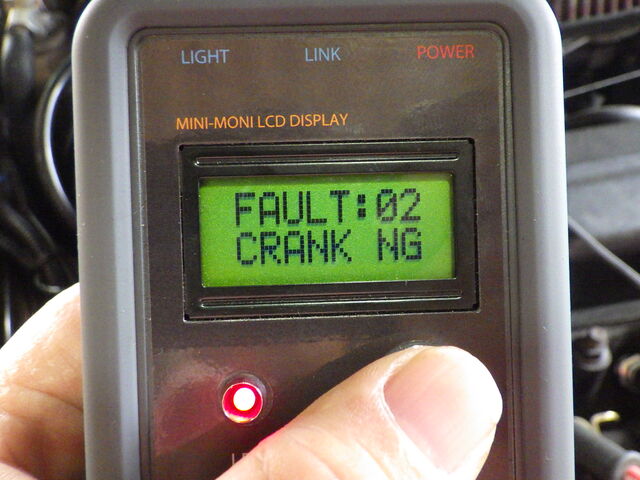 LIGHT LINK POWER
MINI-MONI LCD DISPLAY
FAULT:02
CRANK NG